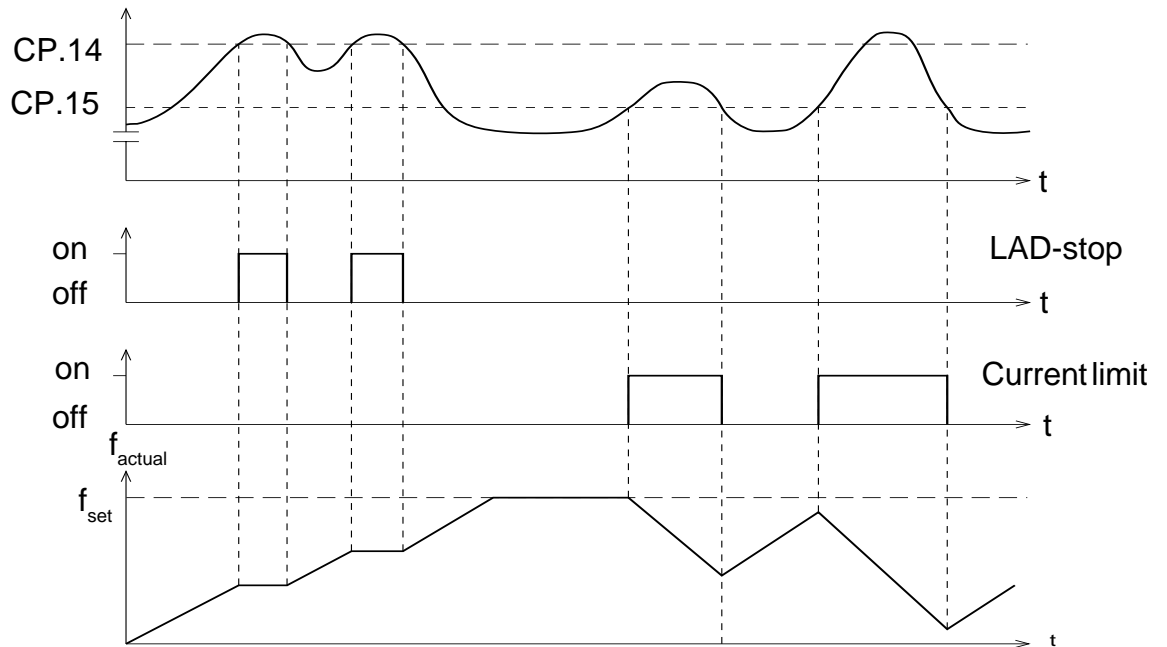 CP.14
CP.15
t
on
LAD-stop
off
t
on
Current limit
off
t
f actual
f set
t